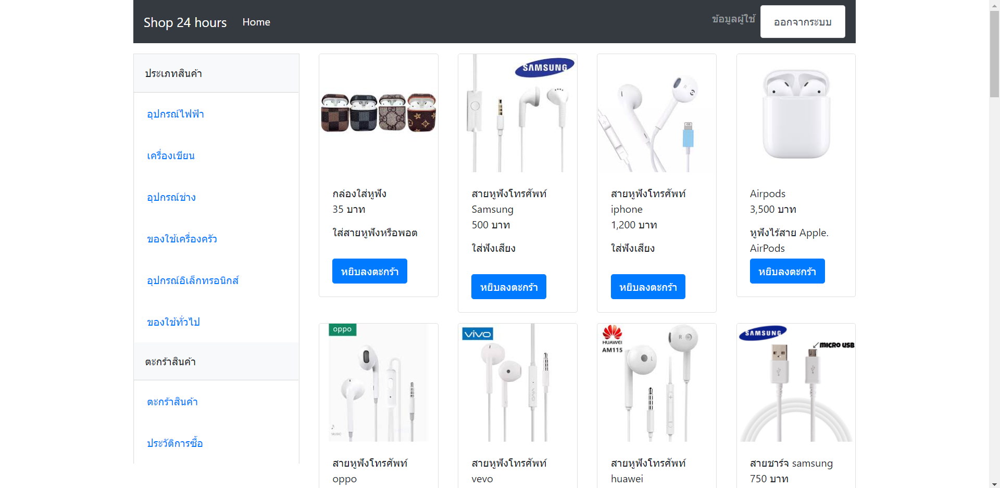 Shop 24 hours
Home
ข้อมูลผู้ใช้
ออกจากระบบ
ประเภทสินค้า
อุปกรณ์ไฟฟ้า
เครื่องเขียน
อุปกรณ์ช่าง
ของใช้เครื่องครัว
อุปกรณ์อิเล็กทรอนิกส์
ของใช้ทั่วไป
ตะกร้าสินค้า
ตะกร้าสินค้า
ประวัติการซื้อ
กล่องใส่หูฟัง
35 บาท
ใส่สายหูฟังหรือพอต
หยิบลงตะกร้า
SAMSUNG
สายหูฟังโทรศัพท์
Samsung
500 บาท
ใส่ฟังเสียง
หยิบลงตะกร้า
สายหูฟังโทรศัพท์
iphone
1,200 บาท
ใส่ฟังเสียง
หยิบลงตะกร้า
Airpods
3,500 บาท
หูฟังไร้สาย Apple.
AirPods
หยิบลงตะกร้า
oppo
MUSIC
สายหูฟังโทรศัพท์
oppo
vivo
VIVO
สายหูฟังโทรศัพท์
vevo
HUAWEI
AM115
R
L
สายหูฟังโทรศัพท์
huawei
SAMSUNG
MICRO USB
สายชาร์จ samsung
750 บาท